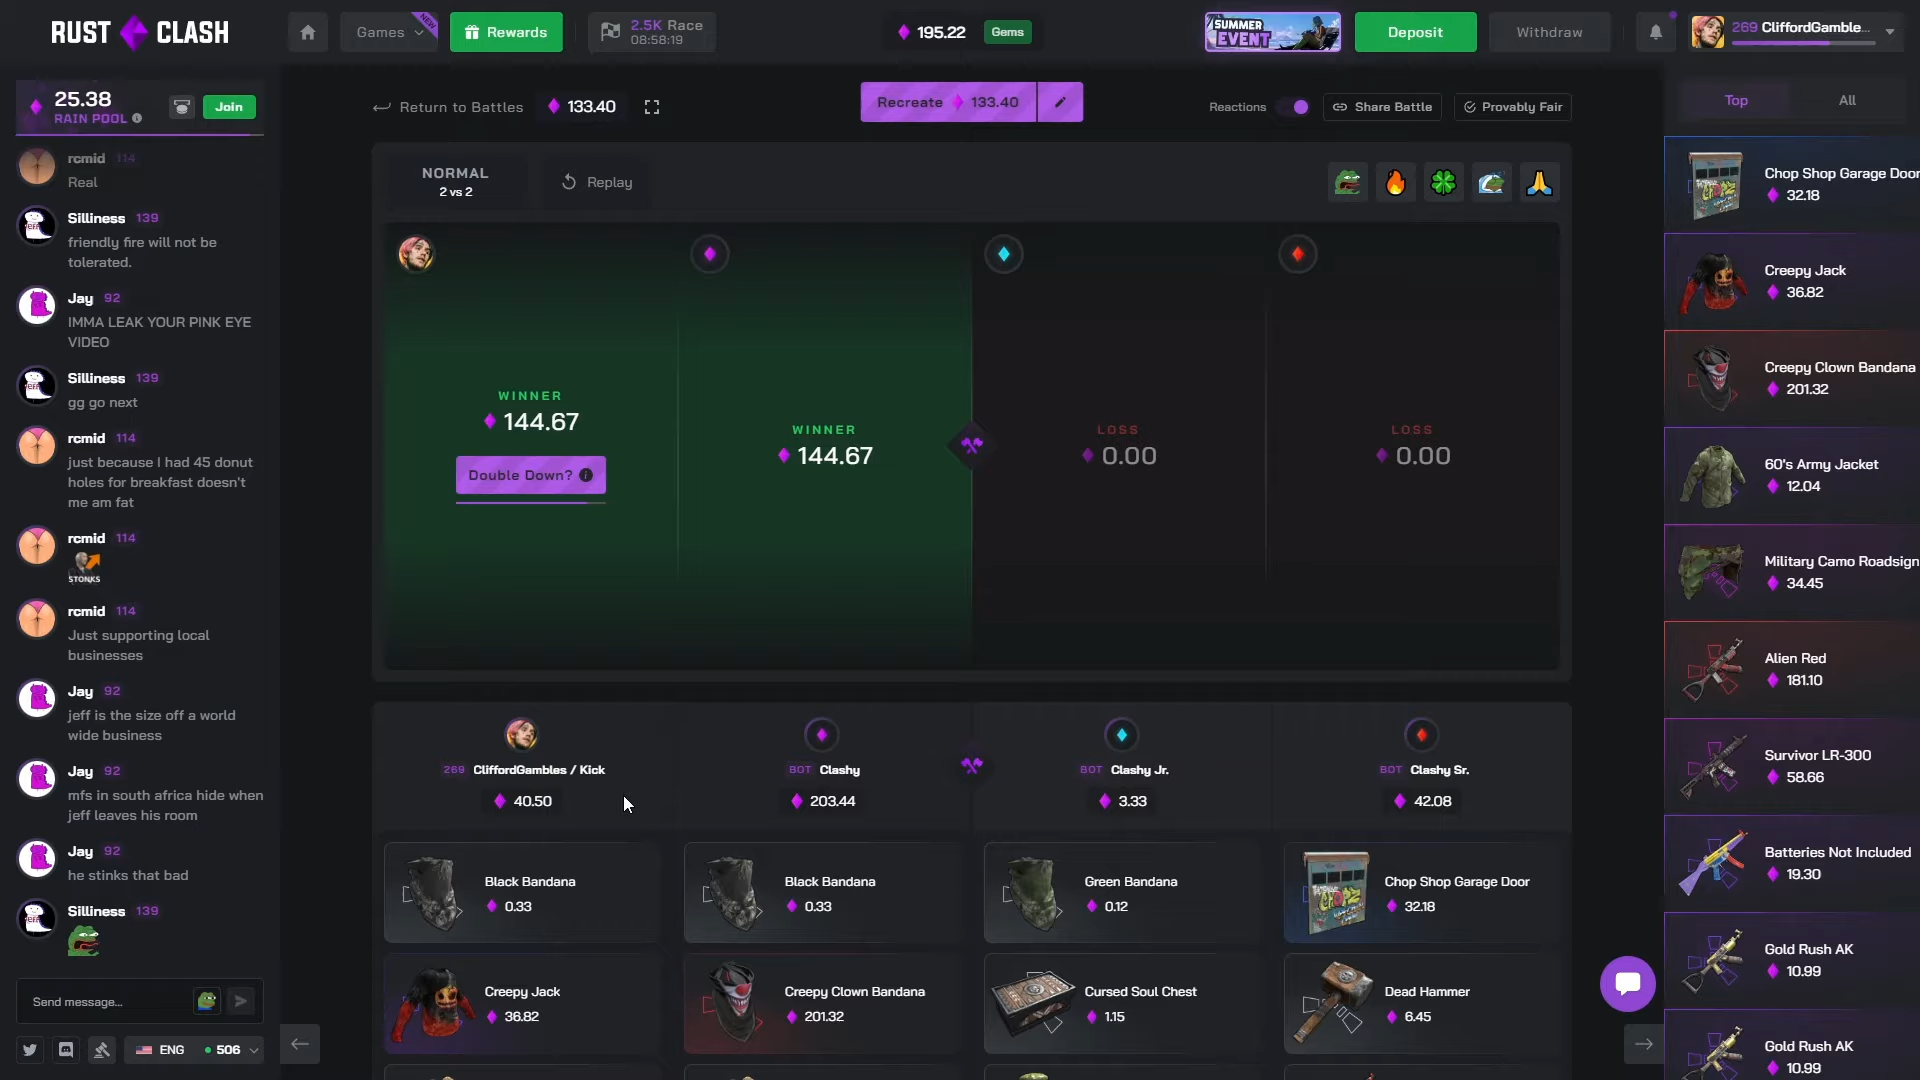 RUST CLASH
Games
NEW
Rewards
2.5K Race
08:58:19
195.22
Gems
SUMMER
EVENT
Deposit
Withdraw
269 CliffordGamble...
25.38
RAIN POOL
Join
rcmid 114
Real
Silliness 139
friendly fire will not be
tolerated.
Jay 92
IMMA LEAK YOUR PINK EYE
VIDEO
Silliness 139
gg go next
rcmid 114
just because I had 45 donut
holes for breakfast doesn't
me am fat
rcmid 114
STONKS
rcmid 114
Just supporting local
businesses
Jay 92
jeff is the size off a world
wide business
Jay 92
mfs in south africa hide when
jeff leaves his room
Jay 92
he stinks that bad
Silliness 139
Send message...
ENG
506
Return to Battles
133.40
Recreate 133.40
Reactions
Share Battle
Provably Fair
NORMAL
2 vs 2
Replay
WINNER
144.67
Double Down?
WINNER
144.67
LOSS
0.00
LOSS
0.00
269 CliffordGambles / Kick
40.50
BOT Clashy
203.44
BOT Clashy Jr.
3.33
BOT Clashy Sr.
42.08
Black Bandana
0.33
Black Bandana
0.33
Green Bandana
0.12
Chop Shop Garage Door
32.18
Creepy Jack
36.82
Creepy Clown Bandana
201.32
Cursed Soul Chest
1.15
Dead Hammer
6.45
Top
All
Chop Shop Garage Door
32.18
Creepy Jack
36.82
Creepy Clown Bandana
201.32
60's Army Jacket
12.04
Military Camo Roadsign
34.45
Alien Red
181.10
Survivor LR-300
58.66
Batteries Not Included
19.30
Gold Rush AK
10.99
Gold Rush AK
10.99